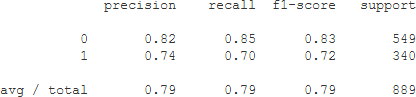 precision recall f1-score support
0 0.82 0.85 0.83 549
1 0.74 0.70 0.72 340
avg / total 0.79 0.79 0.79 889